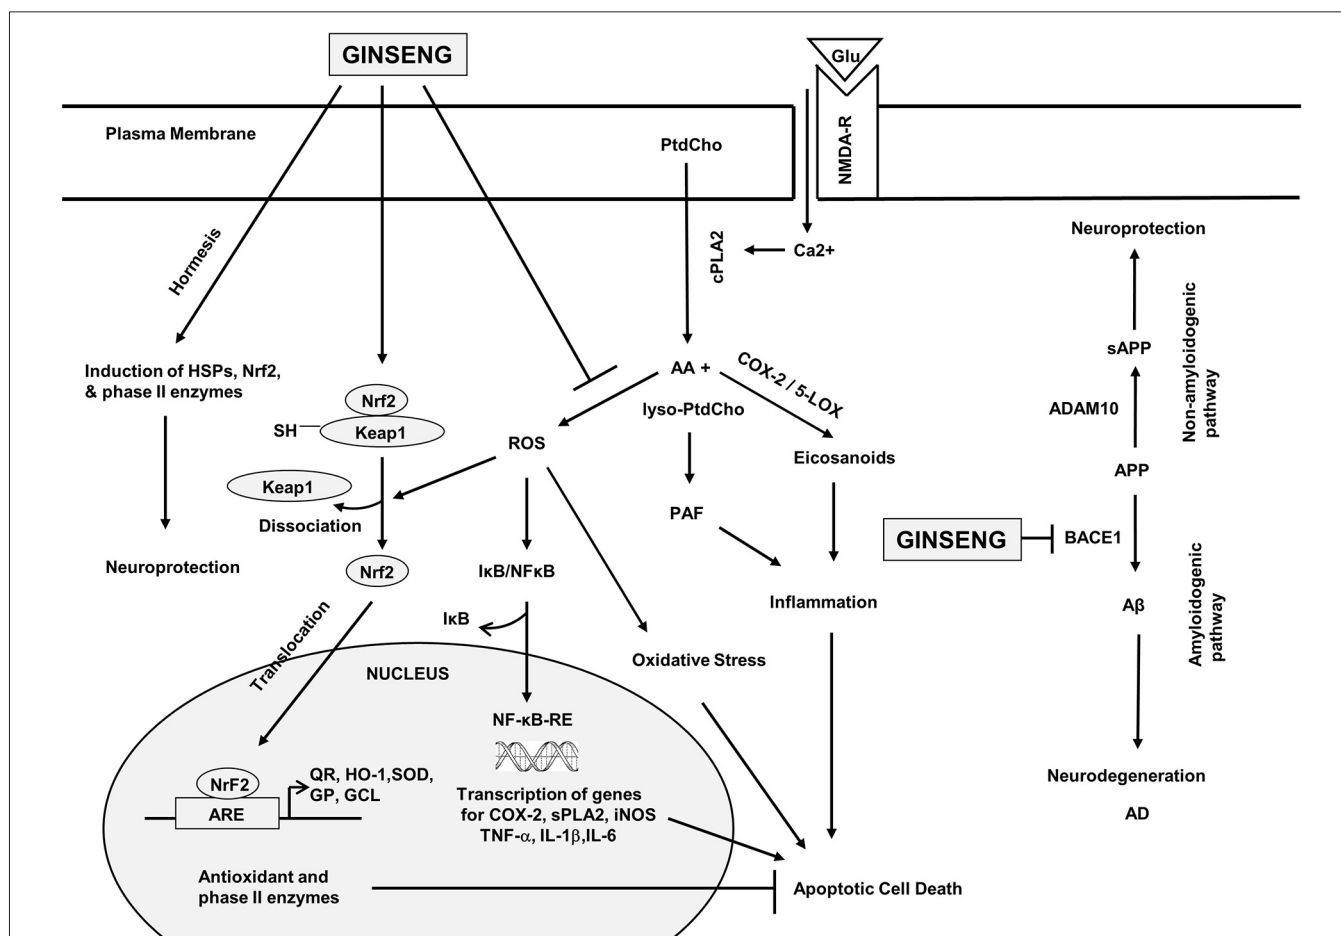 GINSENG
Glu
Plasma Membrane
PtdCho
NMDA-R
Hormesis
cPLA2
Ca2+
Neuroprotection
Induction of HSPs, Nrf2,
& phase II enzymes
Nrf2
SH
Keap1
AA +
lyso-PtdCho
COX-2 / 5-LOX
sAPP
ADAM10
Non-amyloidogenic
pathway
ROS
Eicosanoids
APP
Keap1
Dissociation
PAF
GINSENG
BACE1
Neuroprotection
Nrf2
IκB/NFκB
Inflammation
Aβ
Amyloidogenic
pathway
IκB
Translocation
NUCLEUS
Oxidative Stress
NF-κB-RE
NrF2
ARE
QR, HO-1,SOD,
GP, GCL
Transcription of genes
for COX-2, sPLA2, iNOS
TNF-α, IL-1β,IL-6
Neurodegeneration
AD
Antioxidant and
phase II enzymes
Apoptotic Cell Death